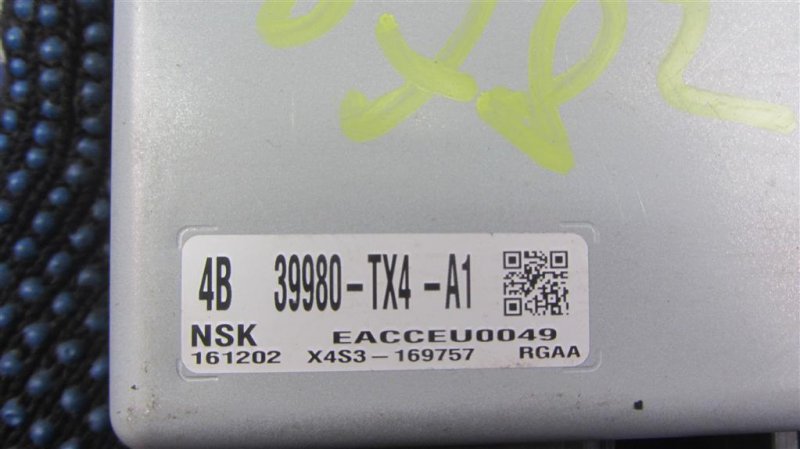 4B 39980-TX4-A1
NSK EACCEU0049
161202 X4S3-169757 RGAA